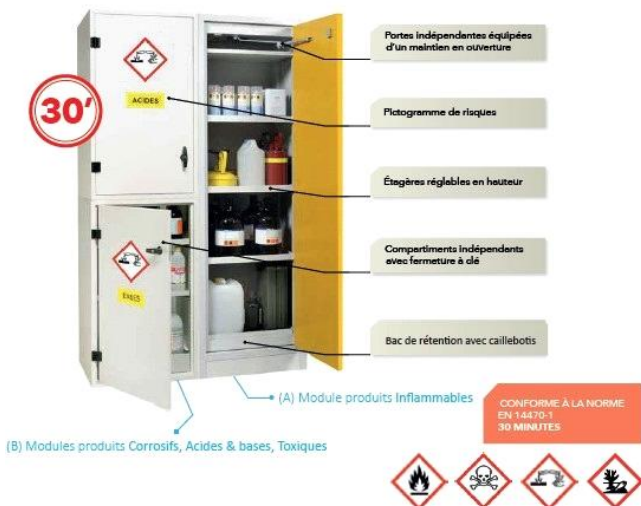 Portes indépendantes équipées
d'un maintien en ouverture
30'
ACIDES
Pictogramme de risques
Étagères réglables en hauteur
Compartiments indépendants
avec fermeture à clé
BASES
Bac de rétention avec caillebotis
(A) Module produits Inflammables
CONFORME À LA NORME
EN 14470-1
30 MINUTES
(B) Modules produits Corrosifs, Acides & bases, Toxiques